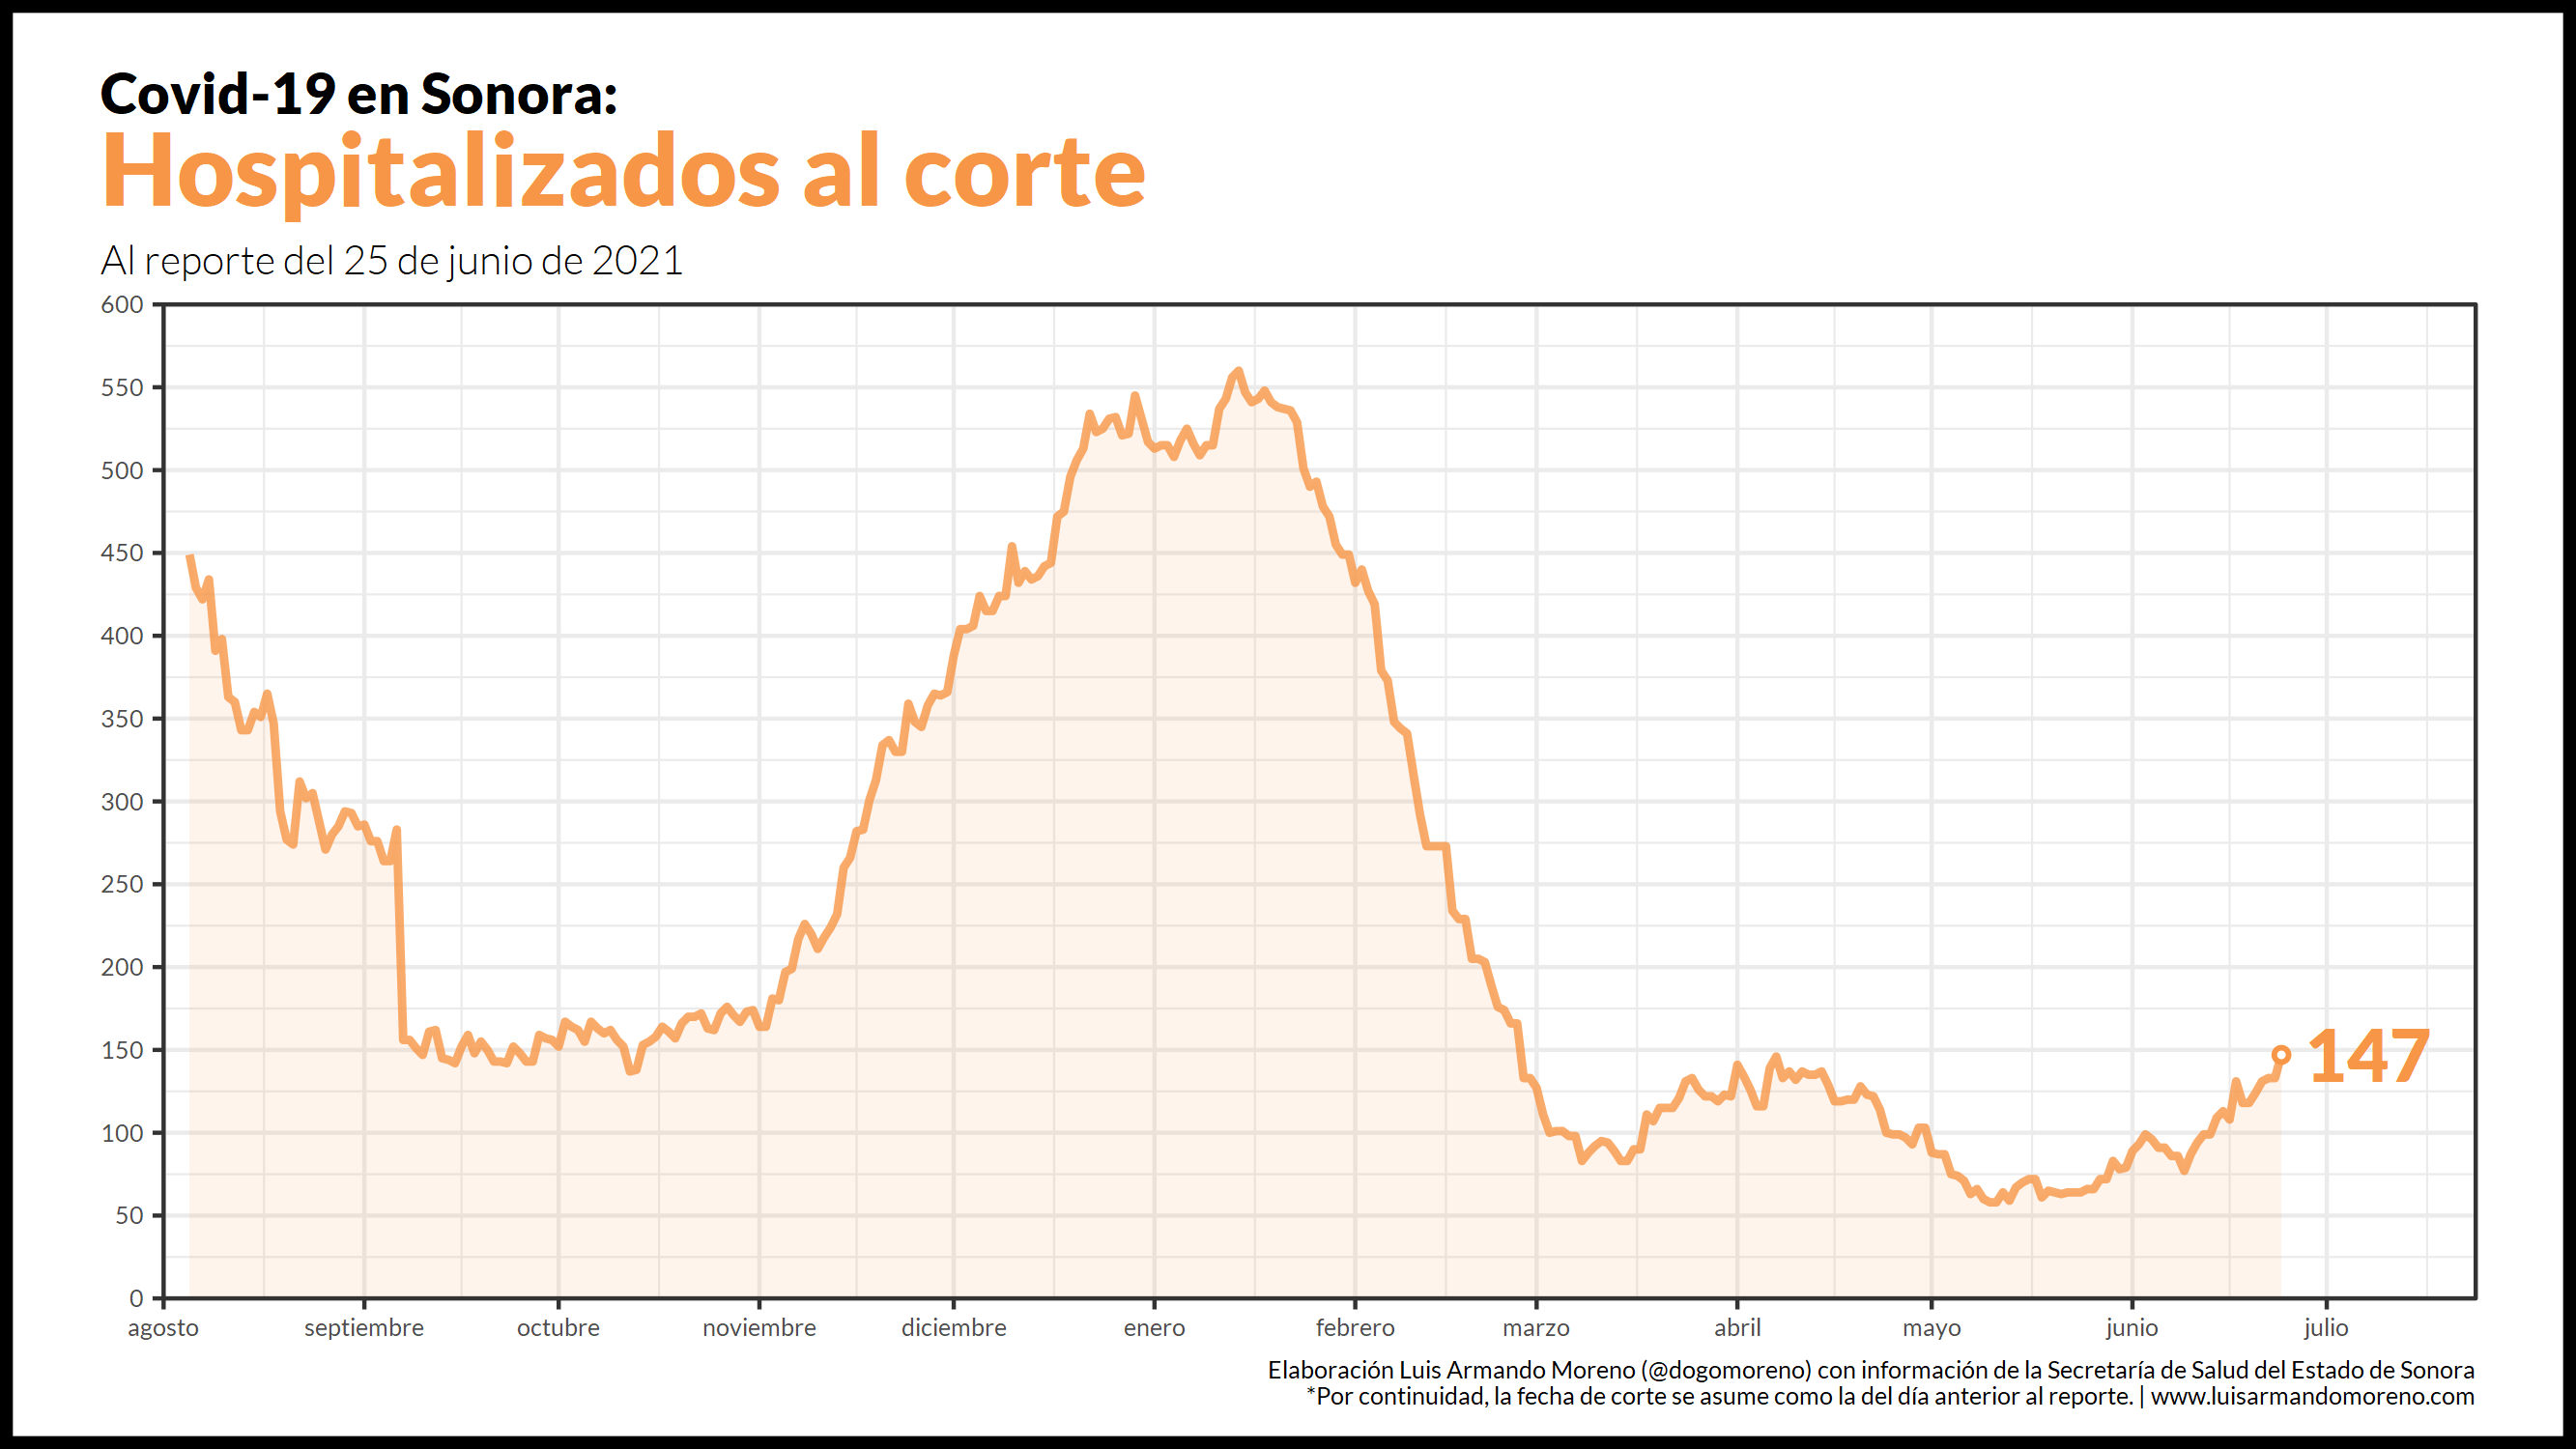 Covid-19 en Sonora:
Hospitalizados al corte
Al reporte del 25 de junio de 2021
600
550
500
450
400
350
300
250
200
150
100
50
0
147
agosto septiembre octubre noviembre diciembre enero febrero marzo abril mayo junio julio
Elaboración Luis Armando Moreno (@dogomoreno) con información de la Secretaría de Salud del Estado de Sonora
*Por continuidad, la fecha de corte se asume como la del día anterior al reporte. | www.luisarmandomoreno.com